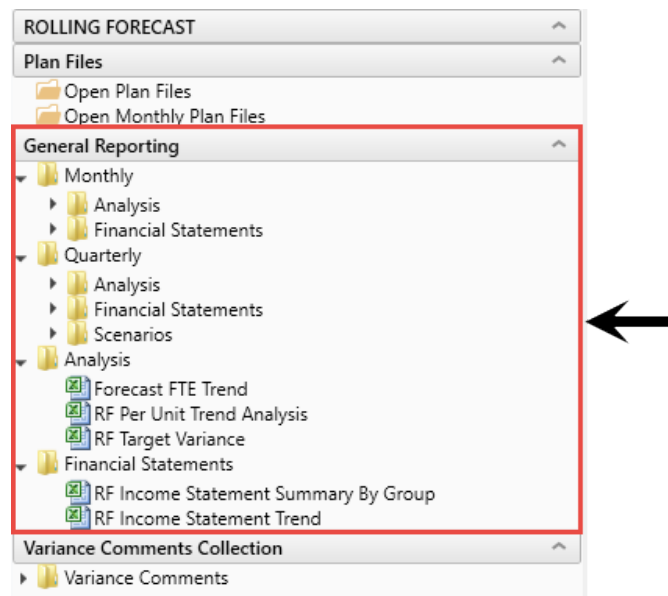 ROLLING FORECAST
Plan Files
Open Plan Files
Open Monthly Plan Files
General Reporting
Monthly
Analysis
Financial Statements
Quarterly
Analysis
Financial Statements
Scenarios
Analysis
Forecast FTE Trend
RF Per Unit Trend Analysis
RF Target Variance
Financial Statements
RF Income Statement Summary By Group
RF Income Statement Trend
Variance Comments Collection
Variance Comments